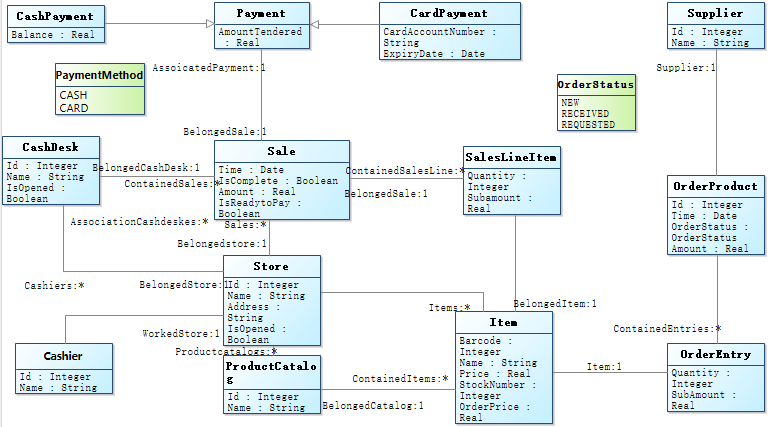 CashPayment
Balance : Real
Payment
AmountTendered
: Real
CardPayment
CardAccountNumber :
String
ExpiryDate : Date
Supplier
Id : Integer
Name : String
AssoicatedPayment:1
Supplier:1
PaymentMethod
CASH
CARD
OrderStatus
NEW
RECEIVED
REQUESTED
BelongedSale:1
CashDesk
Id : Integer
Name : String
IsOpened :
Boolean
BelongedCashDesk:1
ContainedSales:*
Sale
Time : Date
IsComplete : Boolean
Amount : Real
IsReadytoPay :
Boolean
ContainedSalesLine:*
BelongedSale:1
SalesLineItem
Quantity :
Integer
Subamount :
Real
OrderProduct
Id : Integer
Time : Date
OrderStatus :
OrderStatus
Amount : Real
AssociationCashdeskes:*
Sales:*
Belongedstore:1
Cashiers:*
BelongedStore:1
Store
Id : Integer
Name : String
Address :
String
IsOpened :
Boolean
Items:*
BelongedItem:1
WorkedStore:1
Productcatalogs:*
ContainedEntries:*
Cashier
Id : Integer
Name : String
ProductCatalo
g
Id : Integer
Name : String
ContainedItems:*
BelongedCatalog:1
Item
Barcode :
Integer
Name : String
Price : Real
StockNumber :
Integer
OrderPrice :
Real
Item:1
OrderEntry
Quantity :
Integer
SubAmount :
Real